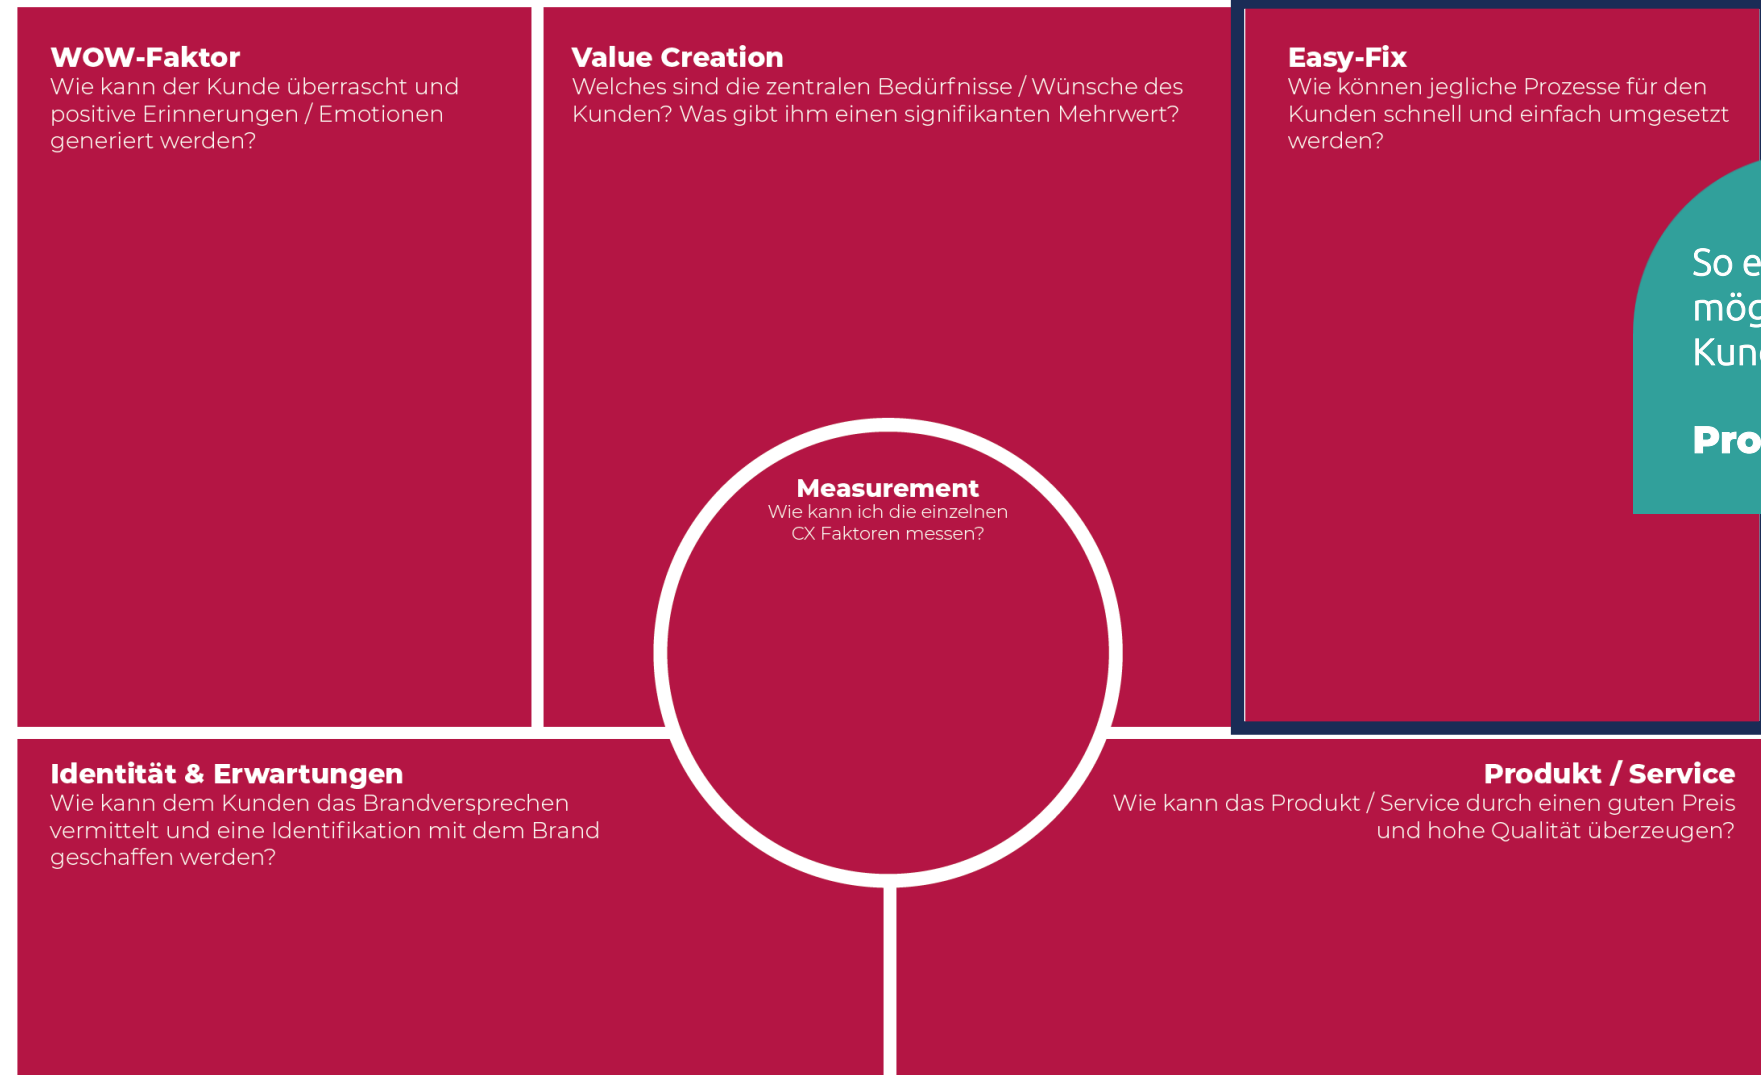 WOW-Faktor
Wie kann der Kunde überrascht und
positive Erinnerungen / Emotionen
generiert werden?
Value Creation
Welches sind die zentralen Bedürfnisse / Wünsche des
Kunden? Was gibt ihm einen signifikanten Mehrwert?
Easy-Fix
Wie können jegliche Prozesse für den
Kunden schnell und einfach umgesetzt
werden?
So
Measurement
Wie kann ich die einzelnen
CX Faktoren messen?
Identität & Erwartungen
Wie kann dem Kunden das Brandversprechen
vermittelt und eine Identifikation mit dem Brand
geschaffen werden?
Produkt / Service
Wie kann das Produkt / Service durch einen guten Preis
und hohe Qualität überzeugen?